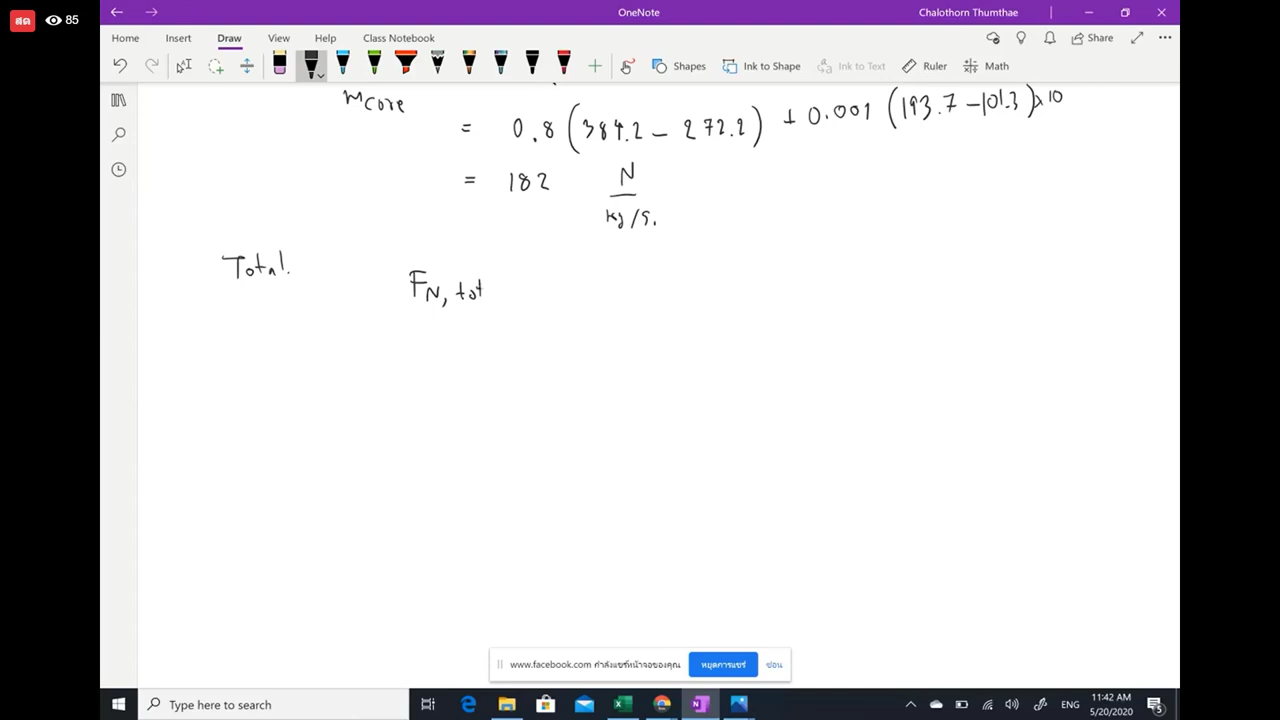 สด 85
OneNote
Chalothorn Thumthae
Home Insert Draw View Help Class Notebook
Share
Shapes Ink to Shape Ink to Text Ruler Math
mcore
= 0.8 (384.2 - 272.2) + 0.001 (193.7 - 101.3) x 10
= 182 N
kg/s.
Total.
FN, tot
www.facebook.com กำลังแชร์หน้าจอของคุณ หยุดการแชร์ ซ่อน
Type here to search
ENG
11:42 AM
5/20/2020
5